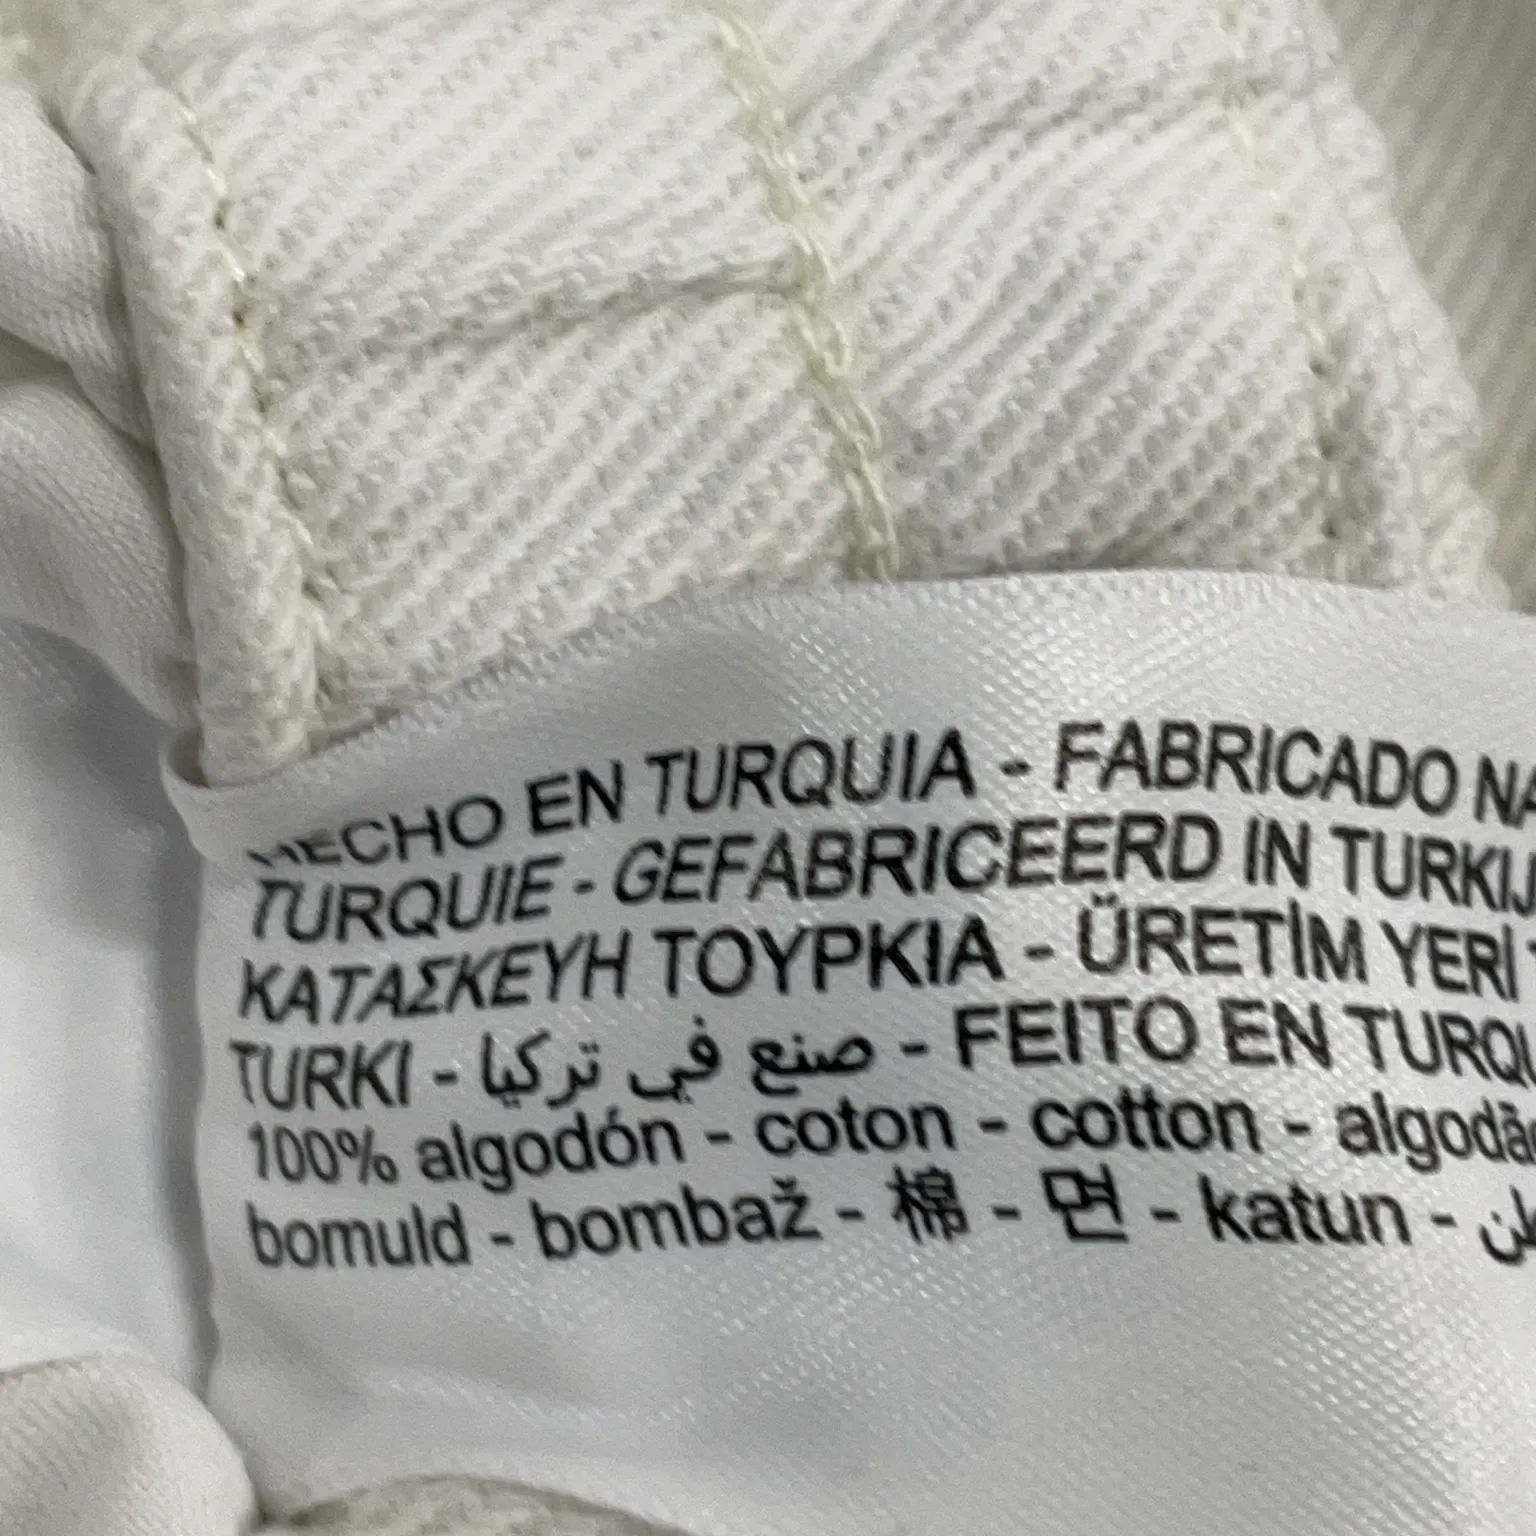 HECHO EN TURQUIA - FABRICADO NA
TURQUIE - GEFABRICEERD IN TURKIJ
ΚΑΤΑΣΚΕΥΗ ΤΟΥΡΚΙΑ - ÜRETİM YERİ
TURKI - صنع في تركيا - FEITO EN TURQU
100% algodón - coton - cotton - algodã
bomuld - bombaž - 棉 - 면 - katun -